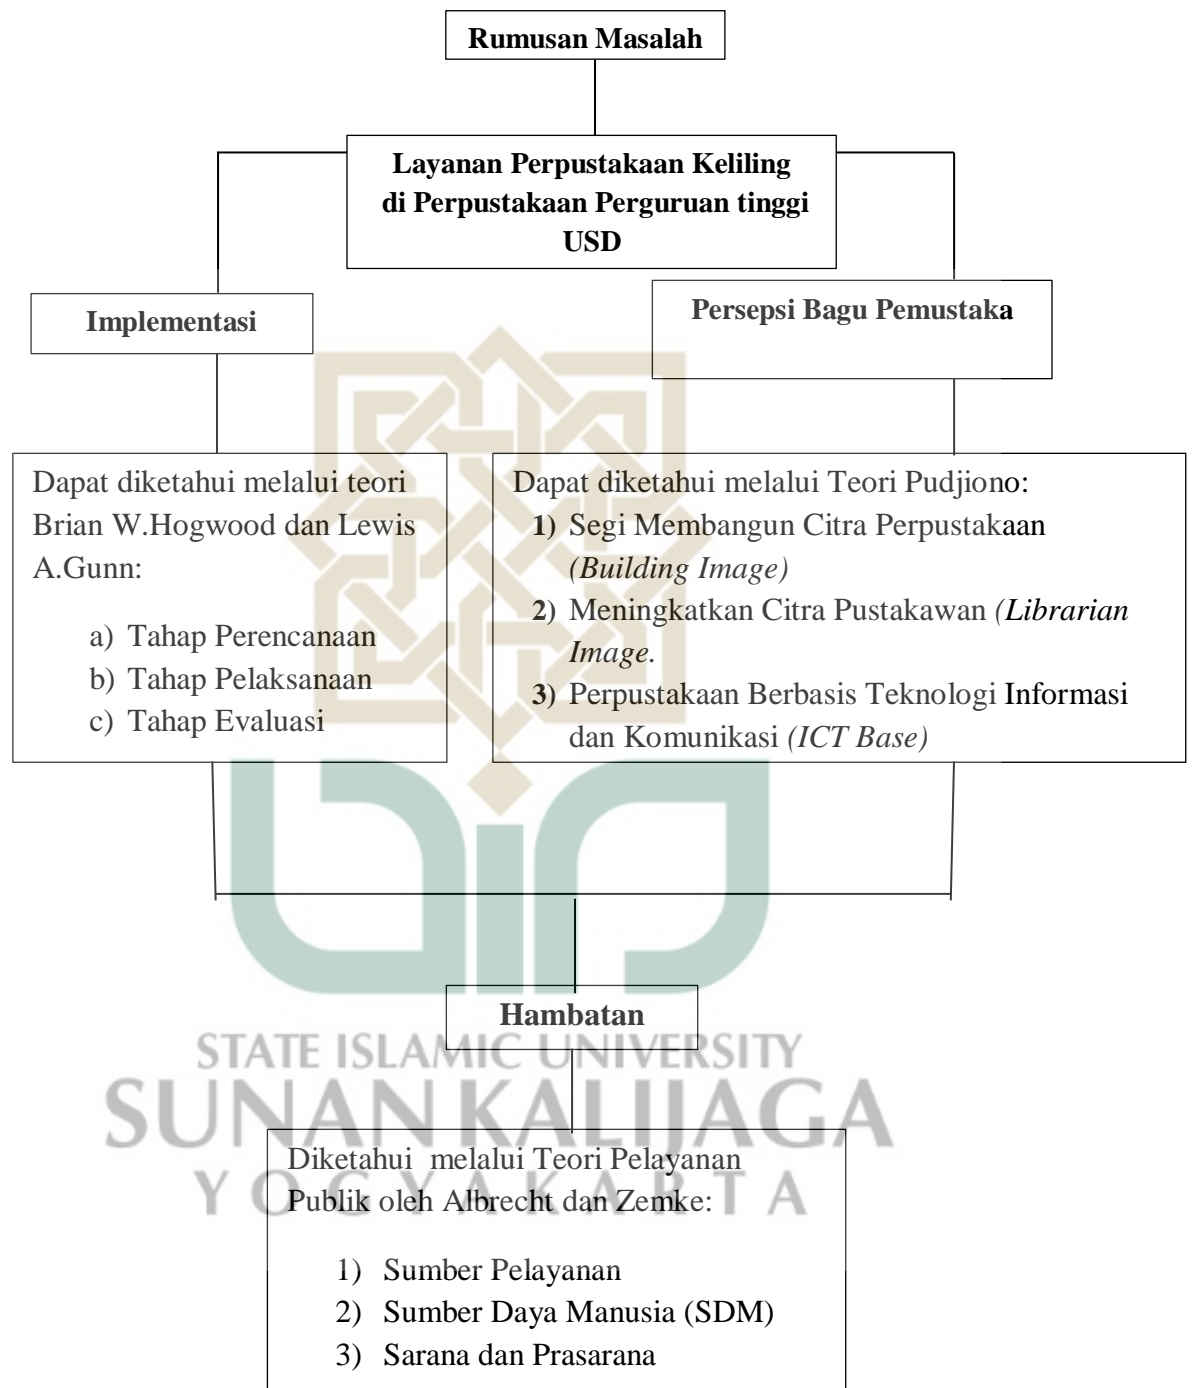 Rumusan Masalah
Layanan Perpustakaan Keliling
di Perpustakaan Perguruan tinggi
USD
Implementasi
Persepsi Bagu Pemustaka
Dapat diketahui melalui teori
Brian W.Hogwood dan Lewis
A.Gunn:
a) Tahap Perencanaan
b) Tahap Pelaksanaan
c) Tahap Evaluasi
Dapat diketahui melalui Teori Pudjiono:
1) Segi Membangun Citra Perpustakaan
(Building Image)
2) Meningkatkan Citra Pustakawan (Librarian
Image.
3) Perpustakaan Berbasis Teknologi Informasi
dan Komunikasi (ICT Base)
Hambatan
STATE ISLAMIC UNIVERSITY
SUNAN KALIJAGA
YOGYAKARTA
Diketahui melalui Teori Pelayanan
Publik oleh Albrecht dan Zemke:
1) Sumber Pelayanan
2) Sumber Daya Manusia (SDM)
3) Sarana dan Prasarana